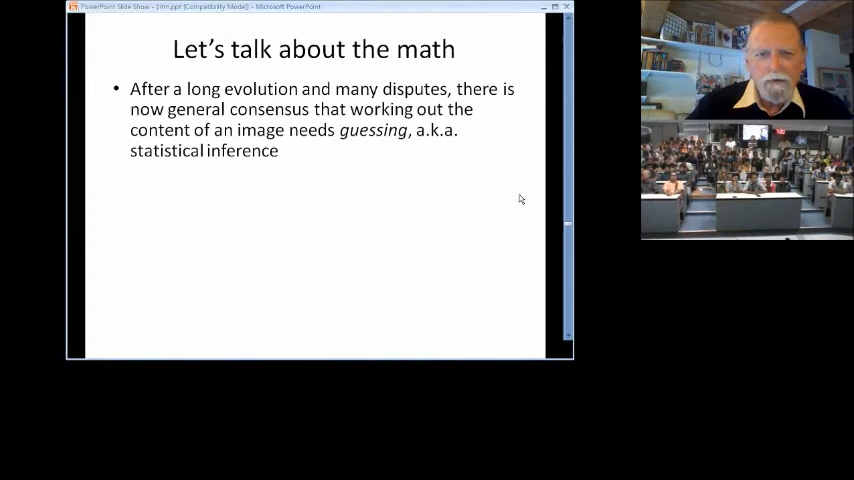 PowerPoint Slide Show - [iitm.ppt [Compatibility Mode]] - Microsoft PowerPoint
Let's talk about the math
• After a long evolution and many disputes, there is
now general consensus that working out the
content of an image needs guessing, a.k.a.
statistical inference